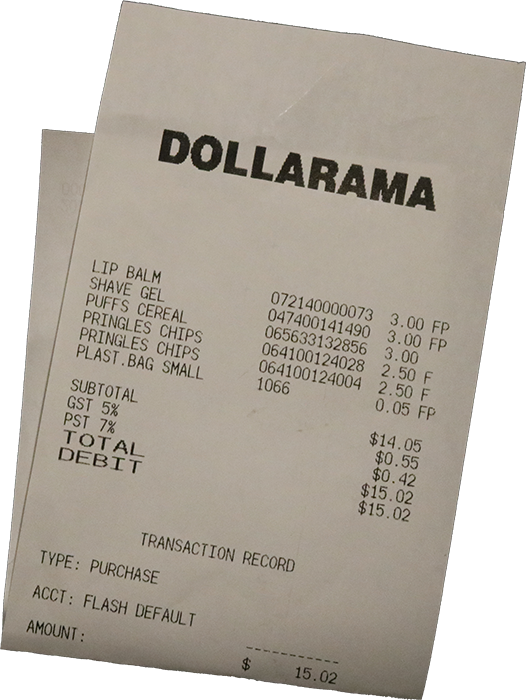 DOLLARAMA
LIP BALM 072140000073 3.00 FP
SHAVE GEL 047400141490 3.00 FP
PUFFS CEREAL 065633132856 3.00
PRINGLES CHIPS 064100124028 2.50 F
PRINGLES CHIPS 064100124004 2.50 F
PLAST.BAG SMALL 1066 0.05 FP
SUBTOTAL $14.05
GST 5% $0.55
PST 7% $0.42
TOTAL $15.02
DEBIT $15.02
TRANSACTION RECORD
TYPE: PURCHASE
ACCT: FLASH DEFAULT
AMOUNT: $ 15.02